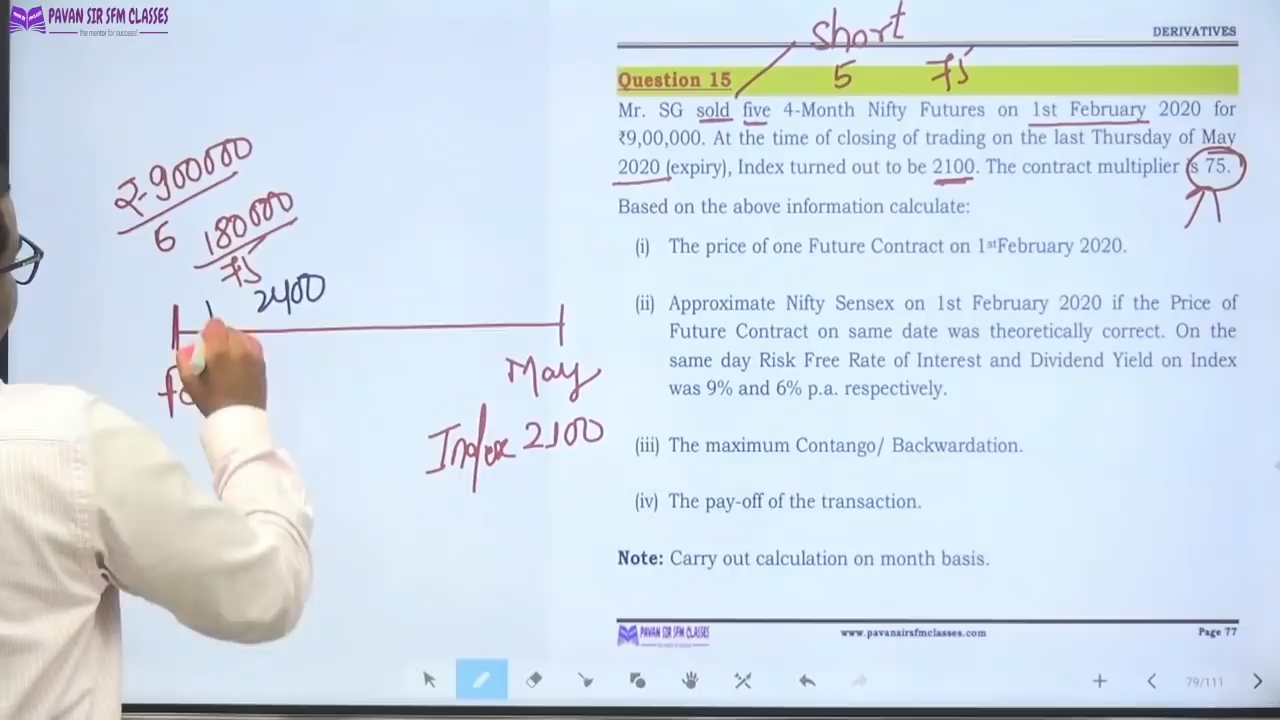 PAVAN SIR SFM CLASSES
the mentor for success!
DERIVATIVES
Short
Question 15
5 75
Mr. SG sold five 4-Month Nifty Futures on 1st February 2020 for
₹9,00,000. At the time of closing of trading on the last Thursday of May
2020 (expiry), Index turned out to be 2100. The contract multiplier is 75.
Based on the above information calculate:
(i) The price of one Future Contract on 1stFebruary 2020.
(ii) Approximate Nifty Sensex on 1st February 2020 if the Price of
Future Contract on same date was theoretically correct. On the
same day Risk Free Rate of Interest and Dividend Yield on Index
was 9% and 6% p.a. respectively.
(iii) The maximum Contango/ Backwardation.
(iv) The pay-off of the transaction.
Note: Carry out calculation on month basis.
PAVAN SIR SFM CLASSES
www.pavansirsfmclasses.com
Page 77
900000
5
180000
75
2400
May
Index 2100
79/111